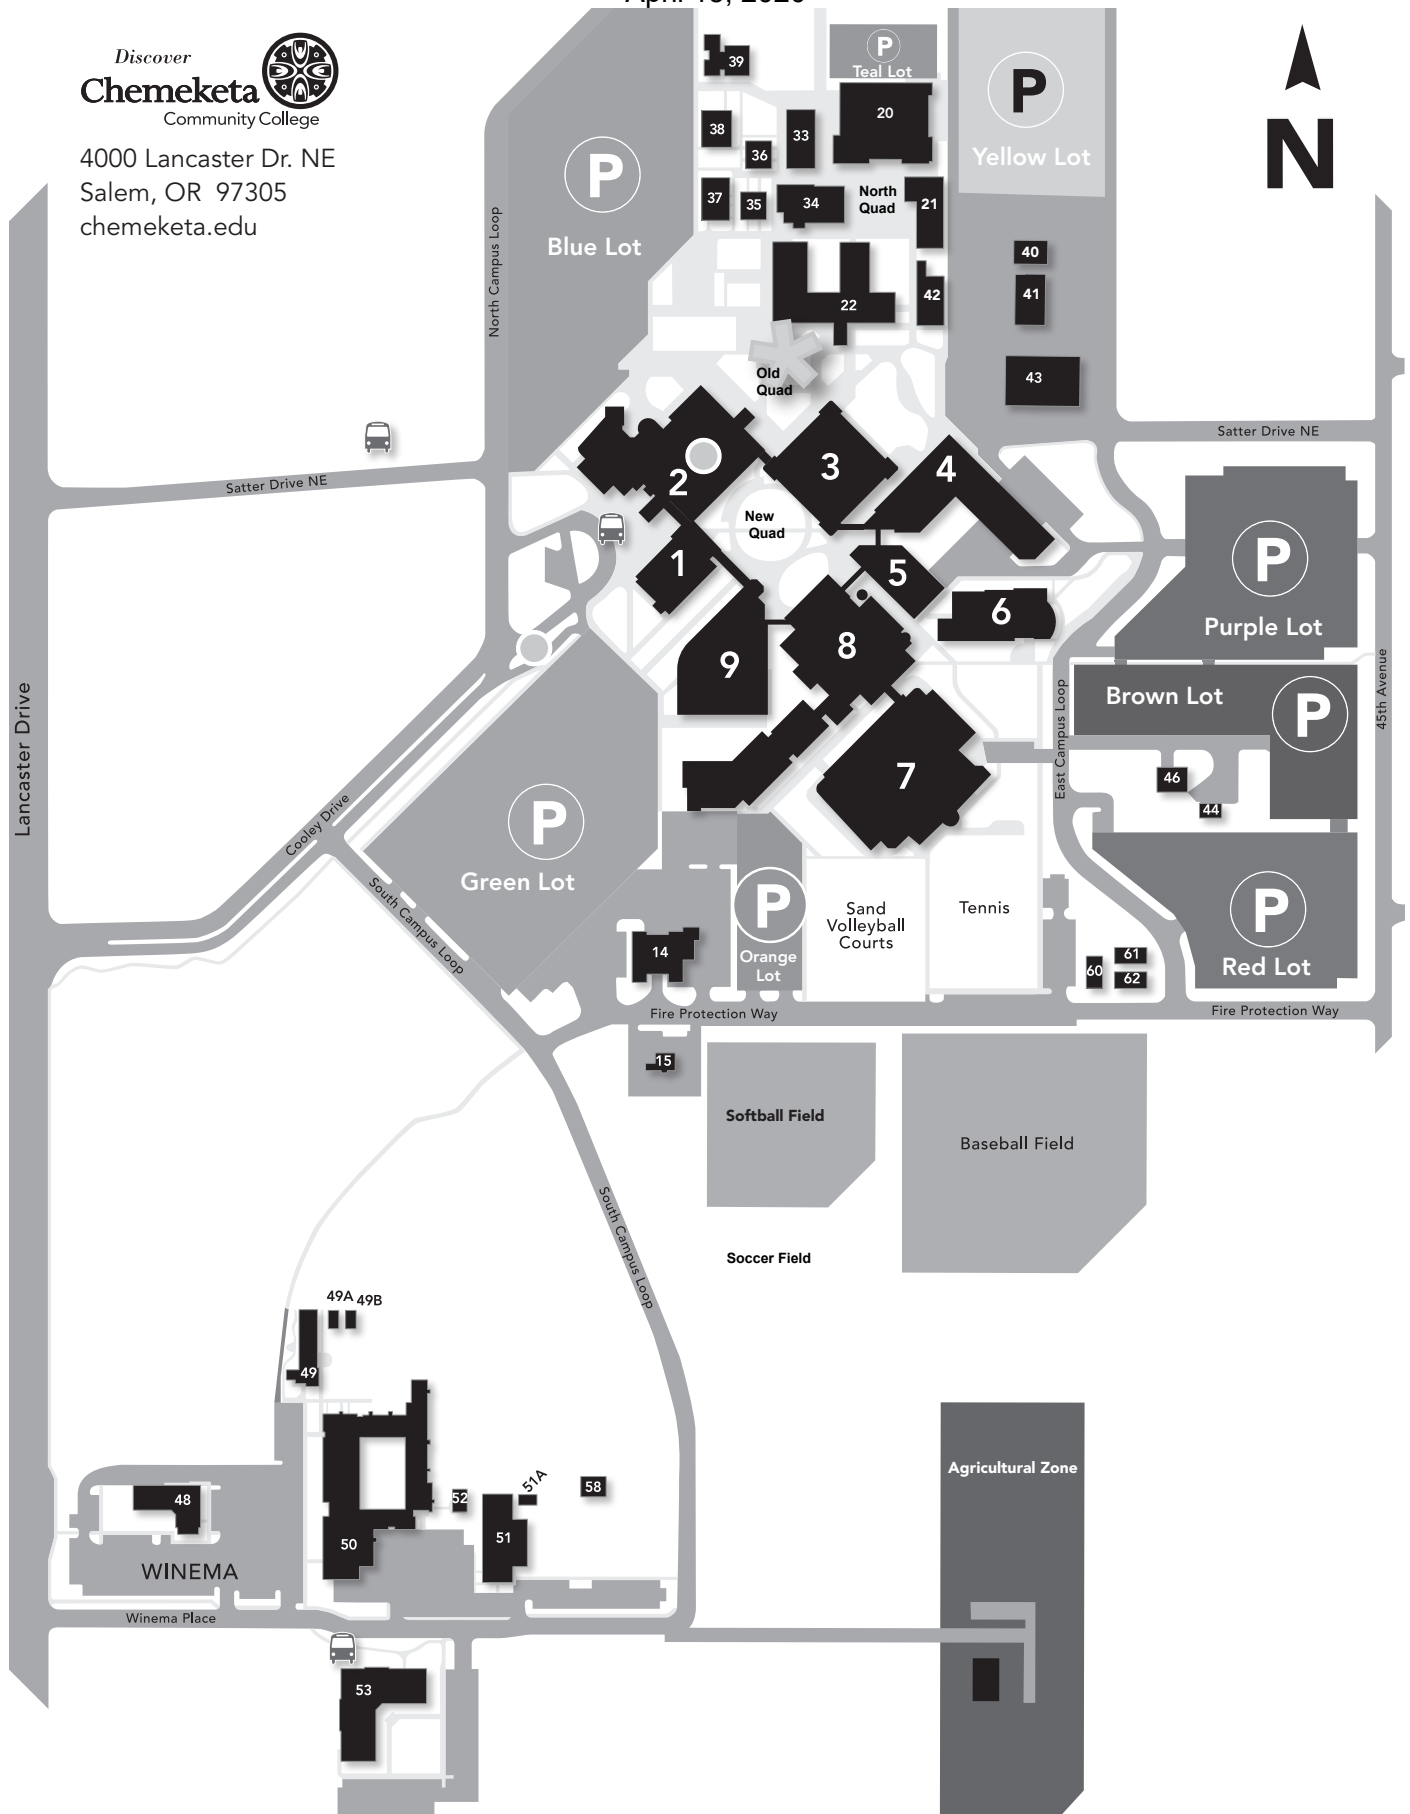 Discover
Chemeketa
Community College
4000 Lancaster Dr. NE
Salem, OR 97305
chemeketa.edu
N
P
Teal Lot
P
Yellow Lot
P
Blue Lot
North Campus Loop
39
38
36
33
20
37
35
34
North
Quad
21
22
42
40
41
43
Old
Quad
Satter Drive NE
Satter Drive NE
2
3
4
New
Quad
1
5
6
8
9
7
P
Purple Lot
Brown Lot
P
45th Avenue
East Campus Loop
46
44
Lancaster Drive
Cooley Drive
P
Green Lot
South Campus Loop
14
P
Orange
Lot
Sand
Volleyball
Courts
Tennis
P
Red Lot
60
61
62
Fire Protection Way
Fire Protection Way
15
Softball Field
Baseball Field
Soccer Field
South Campus Loop
49A
49B
49
48
50
52
51
51A
58
WINEMA
Winema Place
53
Agricultural Zone